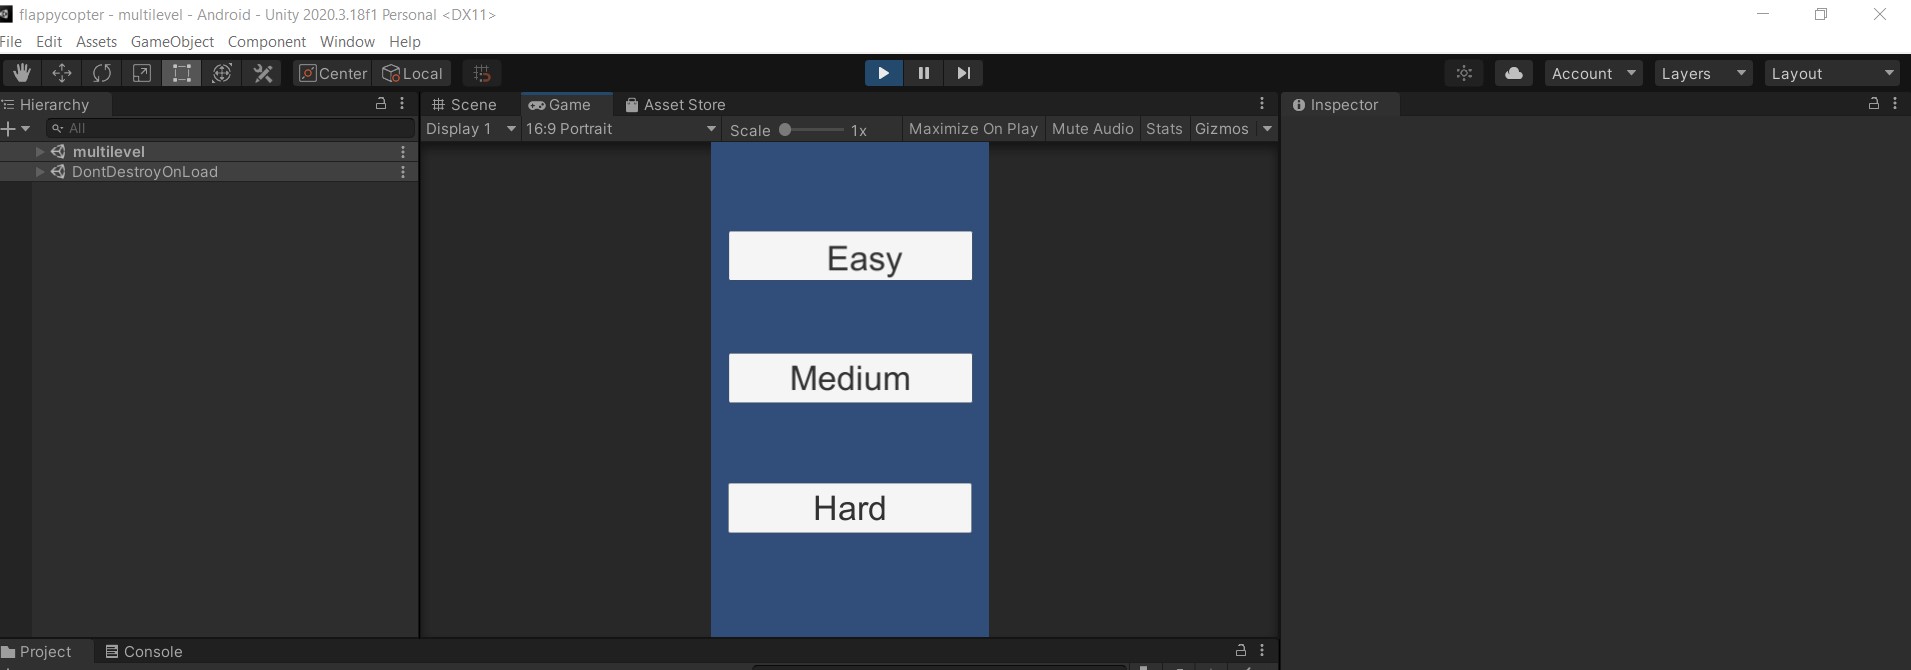 flappycopter - multilevel - Android - Unity 2020.3.18f1 Personal <DX11>
File Edit Assets GameObject Component Window Help
Center Local Account Layers Layout
Hierarchy Scene Game Asset Store Inspector
All Display 1 16:9 Portrait Scale 1x Maximize On Play Mute Audio Stats Gizmos
multilevel
DontDestroyOnLoad
Easy
Medium
Hard
Project Console